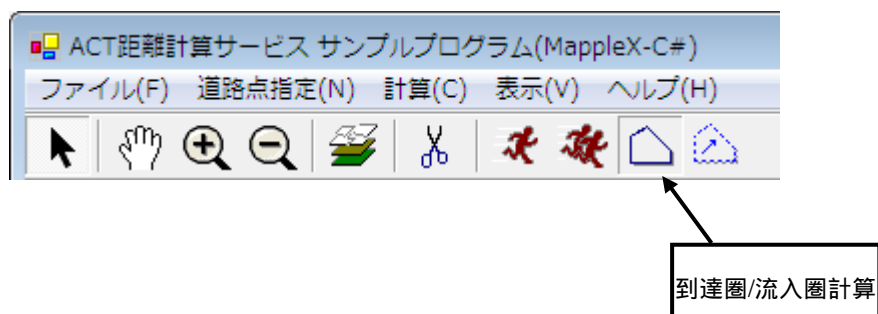 ACT距離計算サービス サンプルプログラム(MappleX-C#)
ファイル(F) 道路点指定(N) 計算(C) 表示(V) ヘルプ(H)
到達圏/流入圏計算